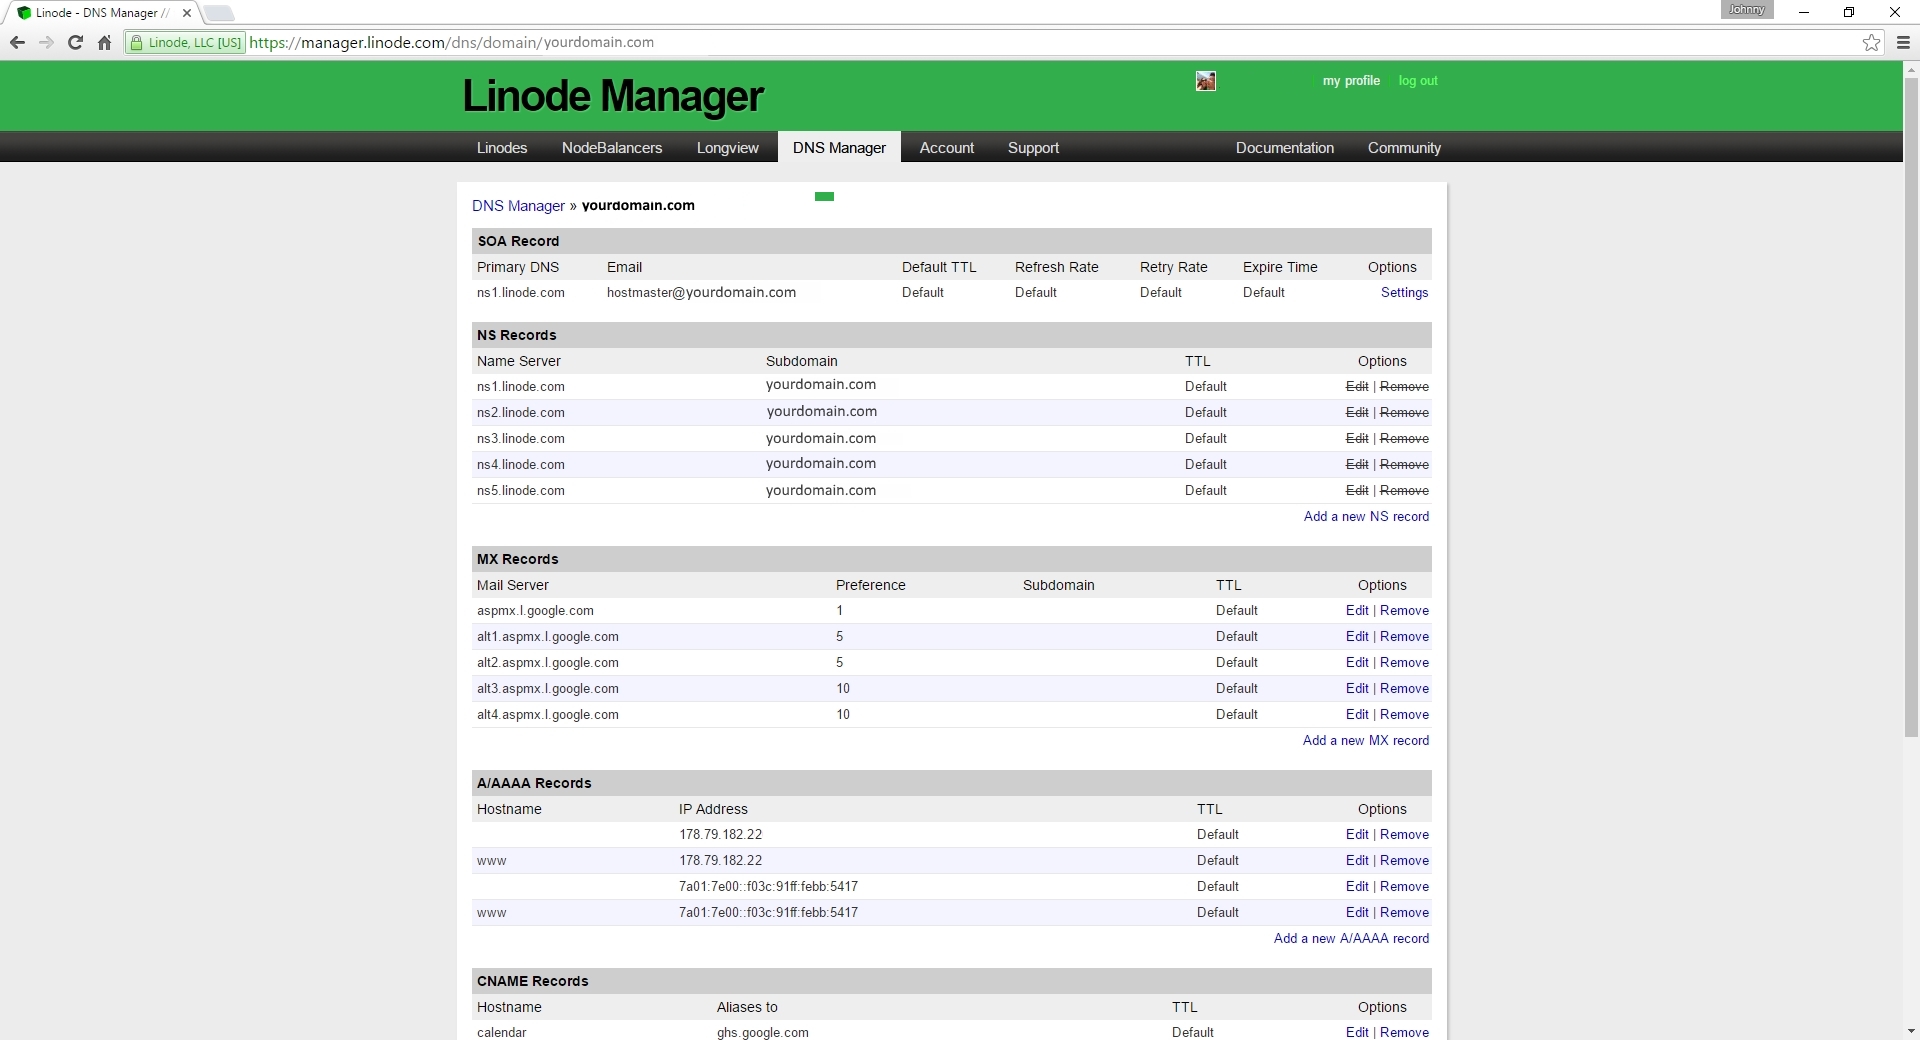 Linode - DNS Manager //
Johnny
Linode, LLC [US] https://manager.linode.com/dns/domain/yourdomain.com
Linode Manager
my profile log out
Linodes NodeBalancers Longview DNS Manager Account Support Documentation Community
DNS Manager » yourdomain.com
SOA Record
Primary DNS Email Default TTL Refresh Rate Retry Rate Expire Time Options
ns1.linode.com hostmaster@yourdomain.com Default Default Default Default Settings
NS Records
Name Server Subdomain TTL Options
ns1.linode.com yourdomain.com Default Edit | Remove
ns2.linode.com yourdomain.com Default Edit | Remove
ns3.linode.com yourdomain.com Default Edit | Remove
ns4.linode.com yourdomain.com Default Edit | Remove
ns5.linode.com yourdomain.com Default Edit | Remove
Add a new NS record
MX Records
Mail Server Preference Subdomain TTL Options
aspmx.l.google.com 1 Default Edit | Remove
alt1.aspmx.l.google.com 5 Default Edit | Remove
alt2.aspmx.l.google.com 5 Default Edit | Remove
alt3.aspmx.l.google.com 10 Default Edit | Remove
alt4.aspmx.l.google.com 10 Default Edit | Remove
Add a new MX record
A/AAAA Records
Hostname IP Address TTL Options
178.79.182.22 Default Edit | Remove
www 178.79.182.22 Default Edit | Remove
7a01:7e00::f03c:91ff:febb:5417 Default Edit | Remove
www 7a01:7e00::f03c:91ff:febb:5417 Default Edit | Remove
Add a new A/AAAA record
CNAME Records
Hostname Aliases to TTL Options
calendar ghs.google.com Default Edit | Remove